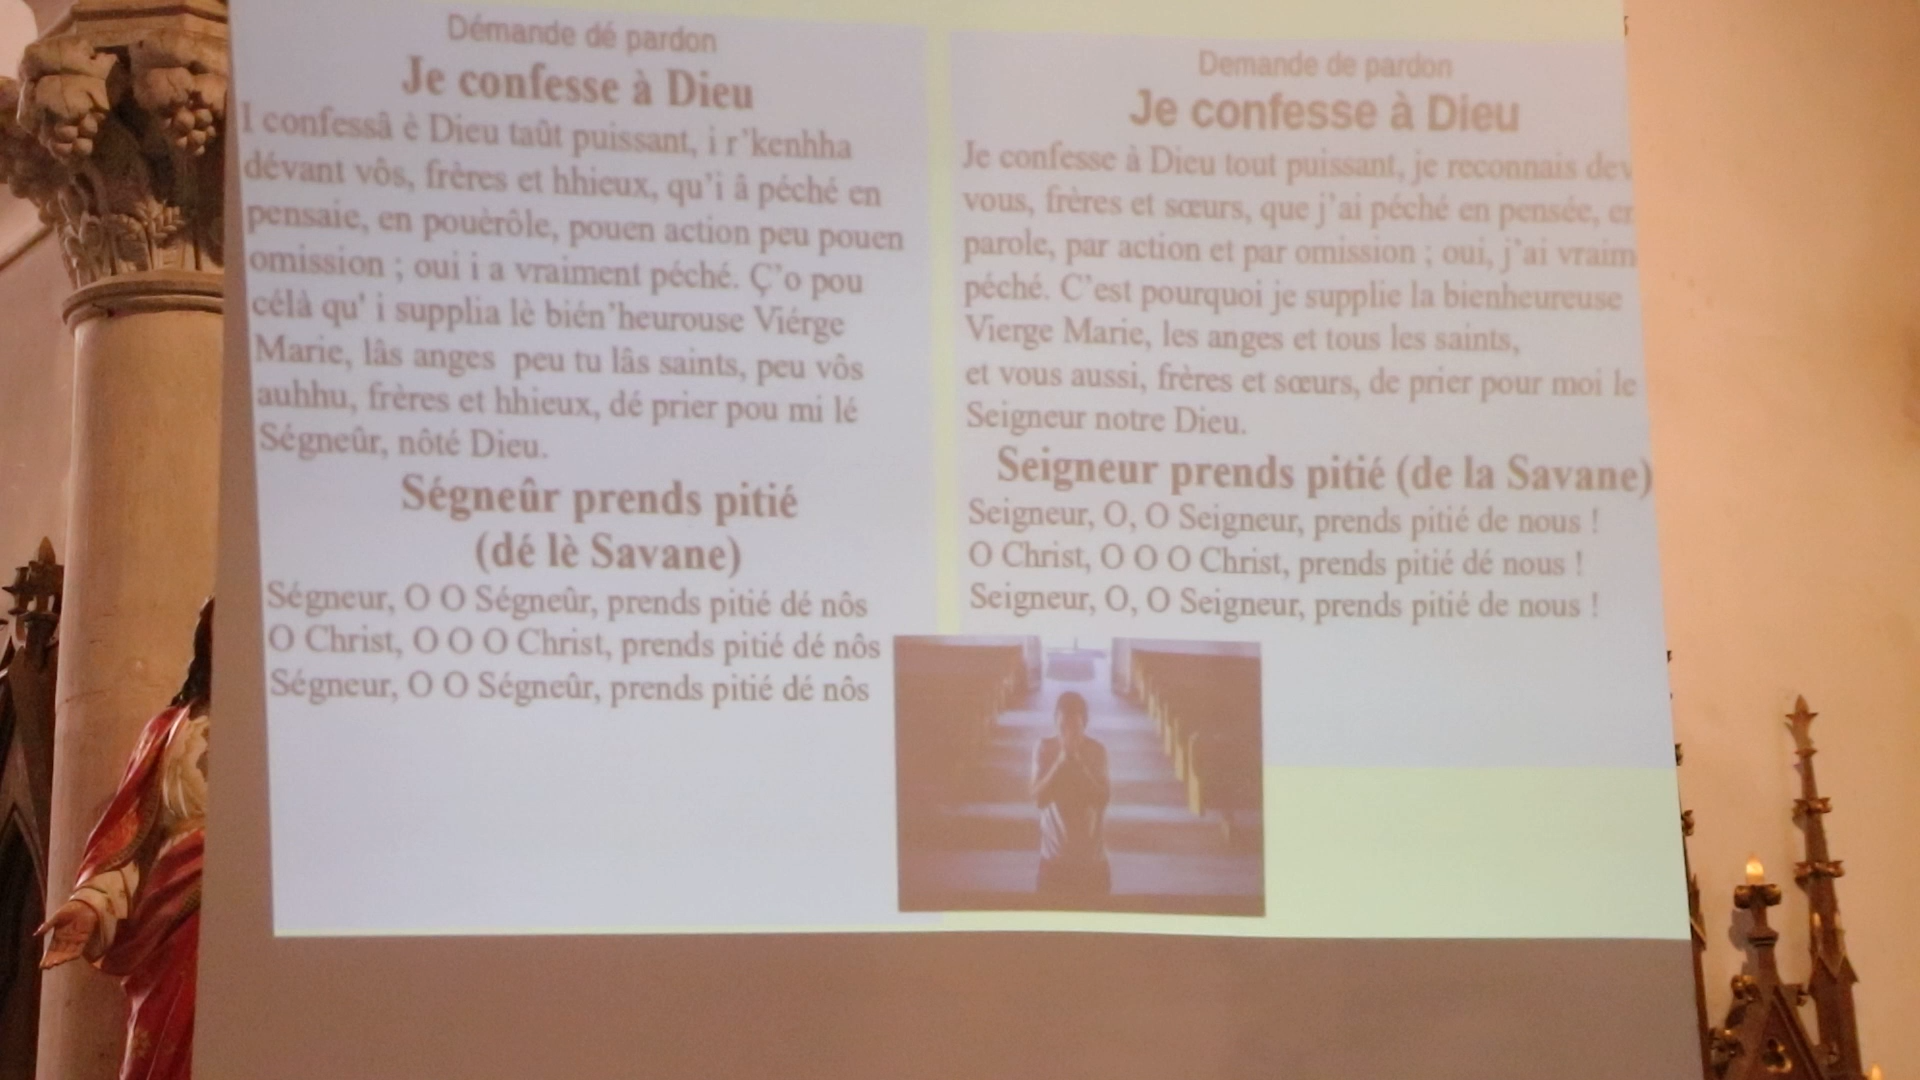 Démande dé pardon
Je confesse à Dieu
I confessâ è Dieu taût puissant, i r'kenhha
dévant vôs, frères et hhieux, qu'i â péché en
pensaie, en pouèrôle, pouen action peu pouen
omission ; oui i a vraiment péché. Ç'o pou
célà qu' i supplia lè bién'heurouse Viérge
Marie, lâs anges peu tu lâs saints, peu vôs
auhhu, frères et hhieux, dé prier pou mi lé
Ségneûr, nôté Dieu.
Ségneûr prends pitié
(dé lè Savane)
Ségneur, O O Ségneûr, prends pitié dé nôs
O Christ, O O O Christ, prends pitié dé nôs
Ségneur, O O Ségneûr, prends pitié dé nôs
Demande de pardon
Je confesse à Dieu
Je confesse à Dieu tout puissant, je reconnais dev
vous, frères et sœurs, que j'ai péché en pensée, en
parole, par action et par omission ; oui, j'ai vraim
péché. C'est pourquoi je supplie la bienheureuse
Vierge Marie, les anges et tous les saints,
et vous aussi, frères et sœurs, de prier pour moi le
Seigneur notre Dieu.
Seigneur prends pitié (de la Savane)
Seigneur, O, O Seigneur, prends pitié de nous !
O Christ, O O O Christ, prends pitié dé nous !
Seigneur, O, O Seigneur, prends pitié de nous !